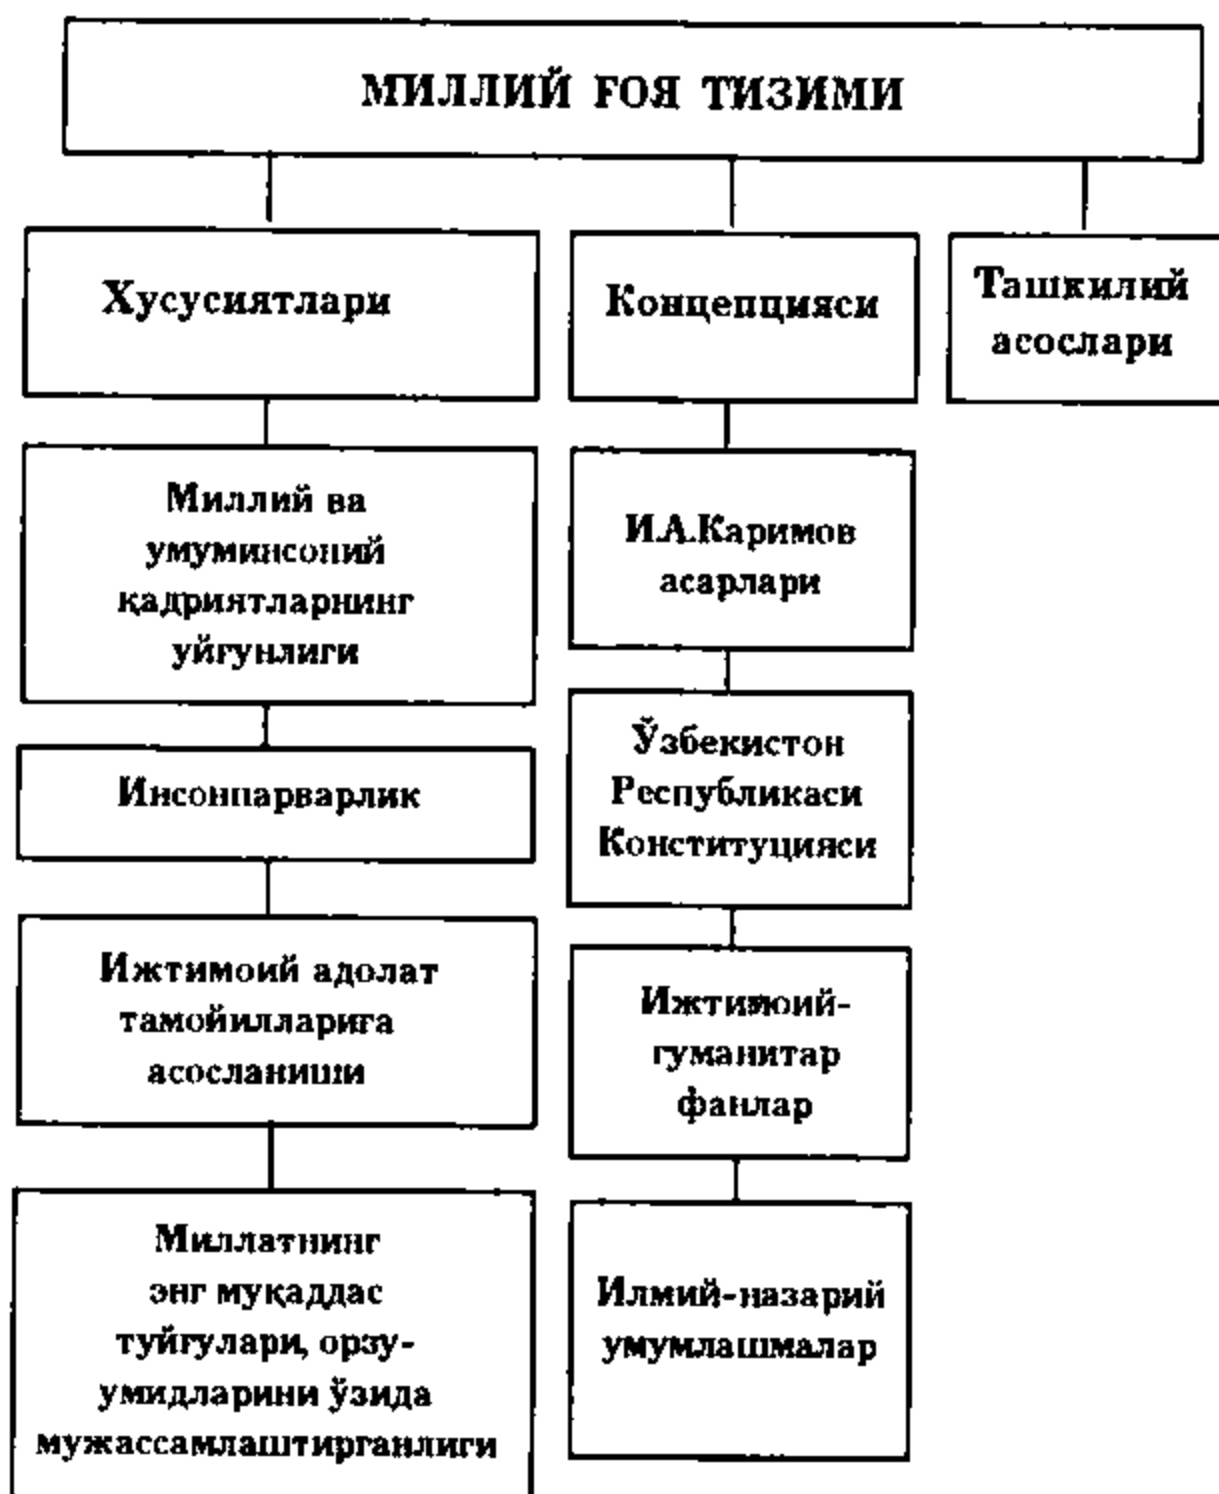 МИЛЛИЙ ҒОЯ ТИЗИМИ
Хусусиятлари
Концепцияси
Ташкилий
асослари
Миллий ва
умуминсоний
қадриятларнинг
уйғунлиги
Инсонпарварлик
Ижтимоий адолат
тамойилларига
асосланиши
Миллатнинг
энг муқаддас
туйғулари, орзу-
умидларини ўзида
мужассамлаштирганлиги
И.А.Каримов
асарлари
Ўзбекистон
Республикаси
Конституцияси
Ижтимоий-
гуманитар
фанлар
Илмий-назарий
умумлашмалар